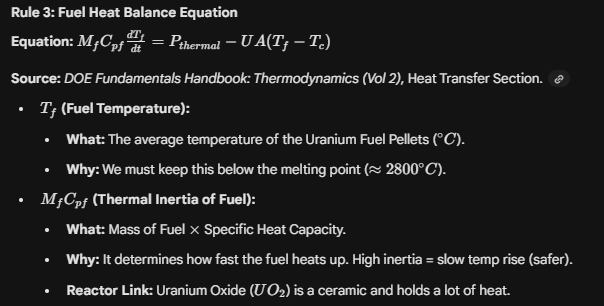 Rule 3: Fuel Heat Balance Equation
Equation: $M_f C_{pf} \frac{dT_f}{dt} = P_{thermal} - UA(T_f - T_c)$
Source: DOE Fundamentals Handbook: Thermodynamics (Vol 2), Heat Transfer Section.
• $T_f$ (Fuel Temperature):
• What: The average temperature of the Uranium Fuel Pellets ($°C$).
• Why: We must keep this below the melting point ($≈ 2800°C$).
• $M_f C_{pf}$ (Thermal Inertia of Fuel):
• What: Mass of Fuel × Specific Heat Capacity.
• Why: It determines how fast the fuel heats up. High inertia = slow temp rise (safer).
• Reactor Link: Uranium Oxide ($UO_2$) is a ceramic and holds a lot of heat.